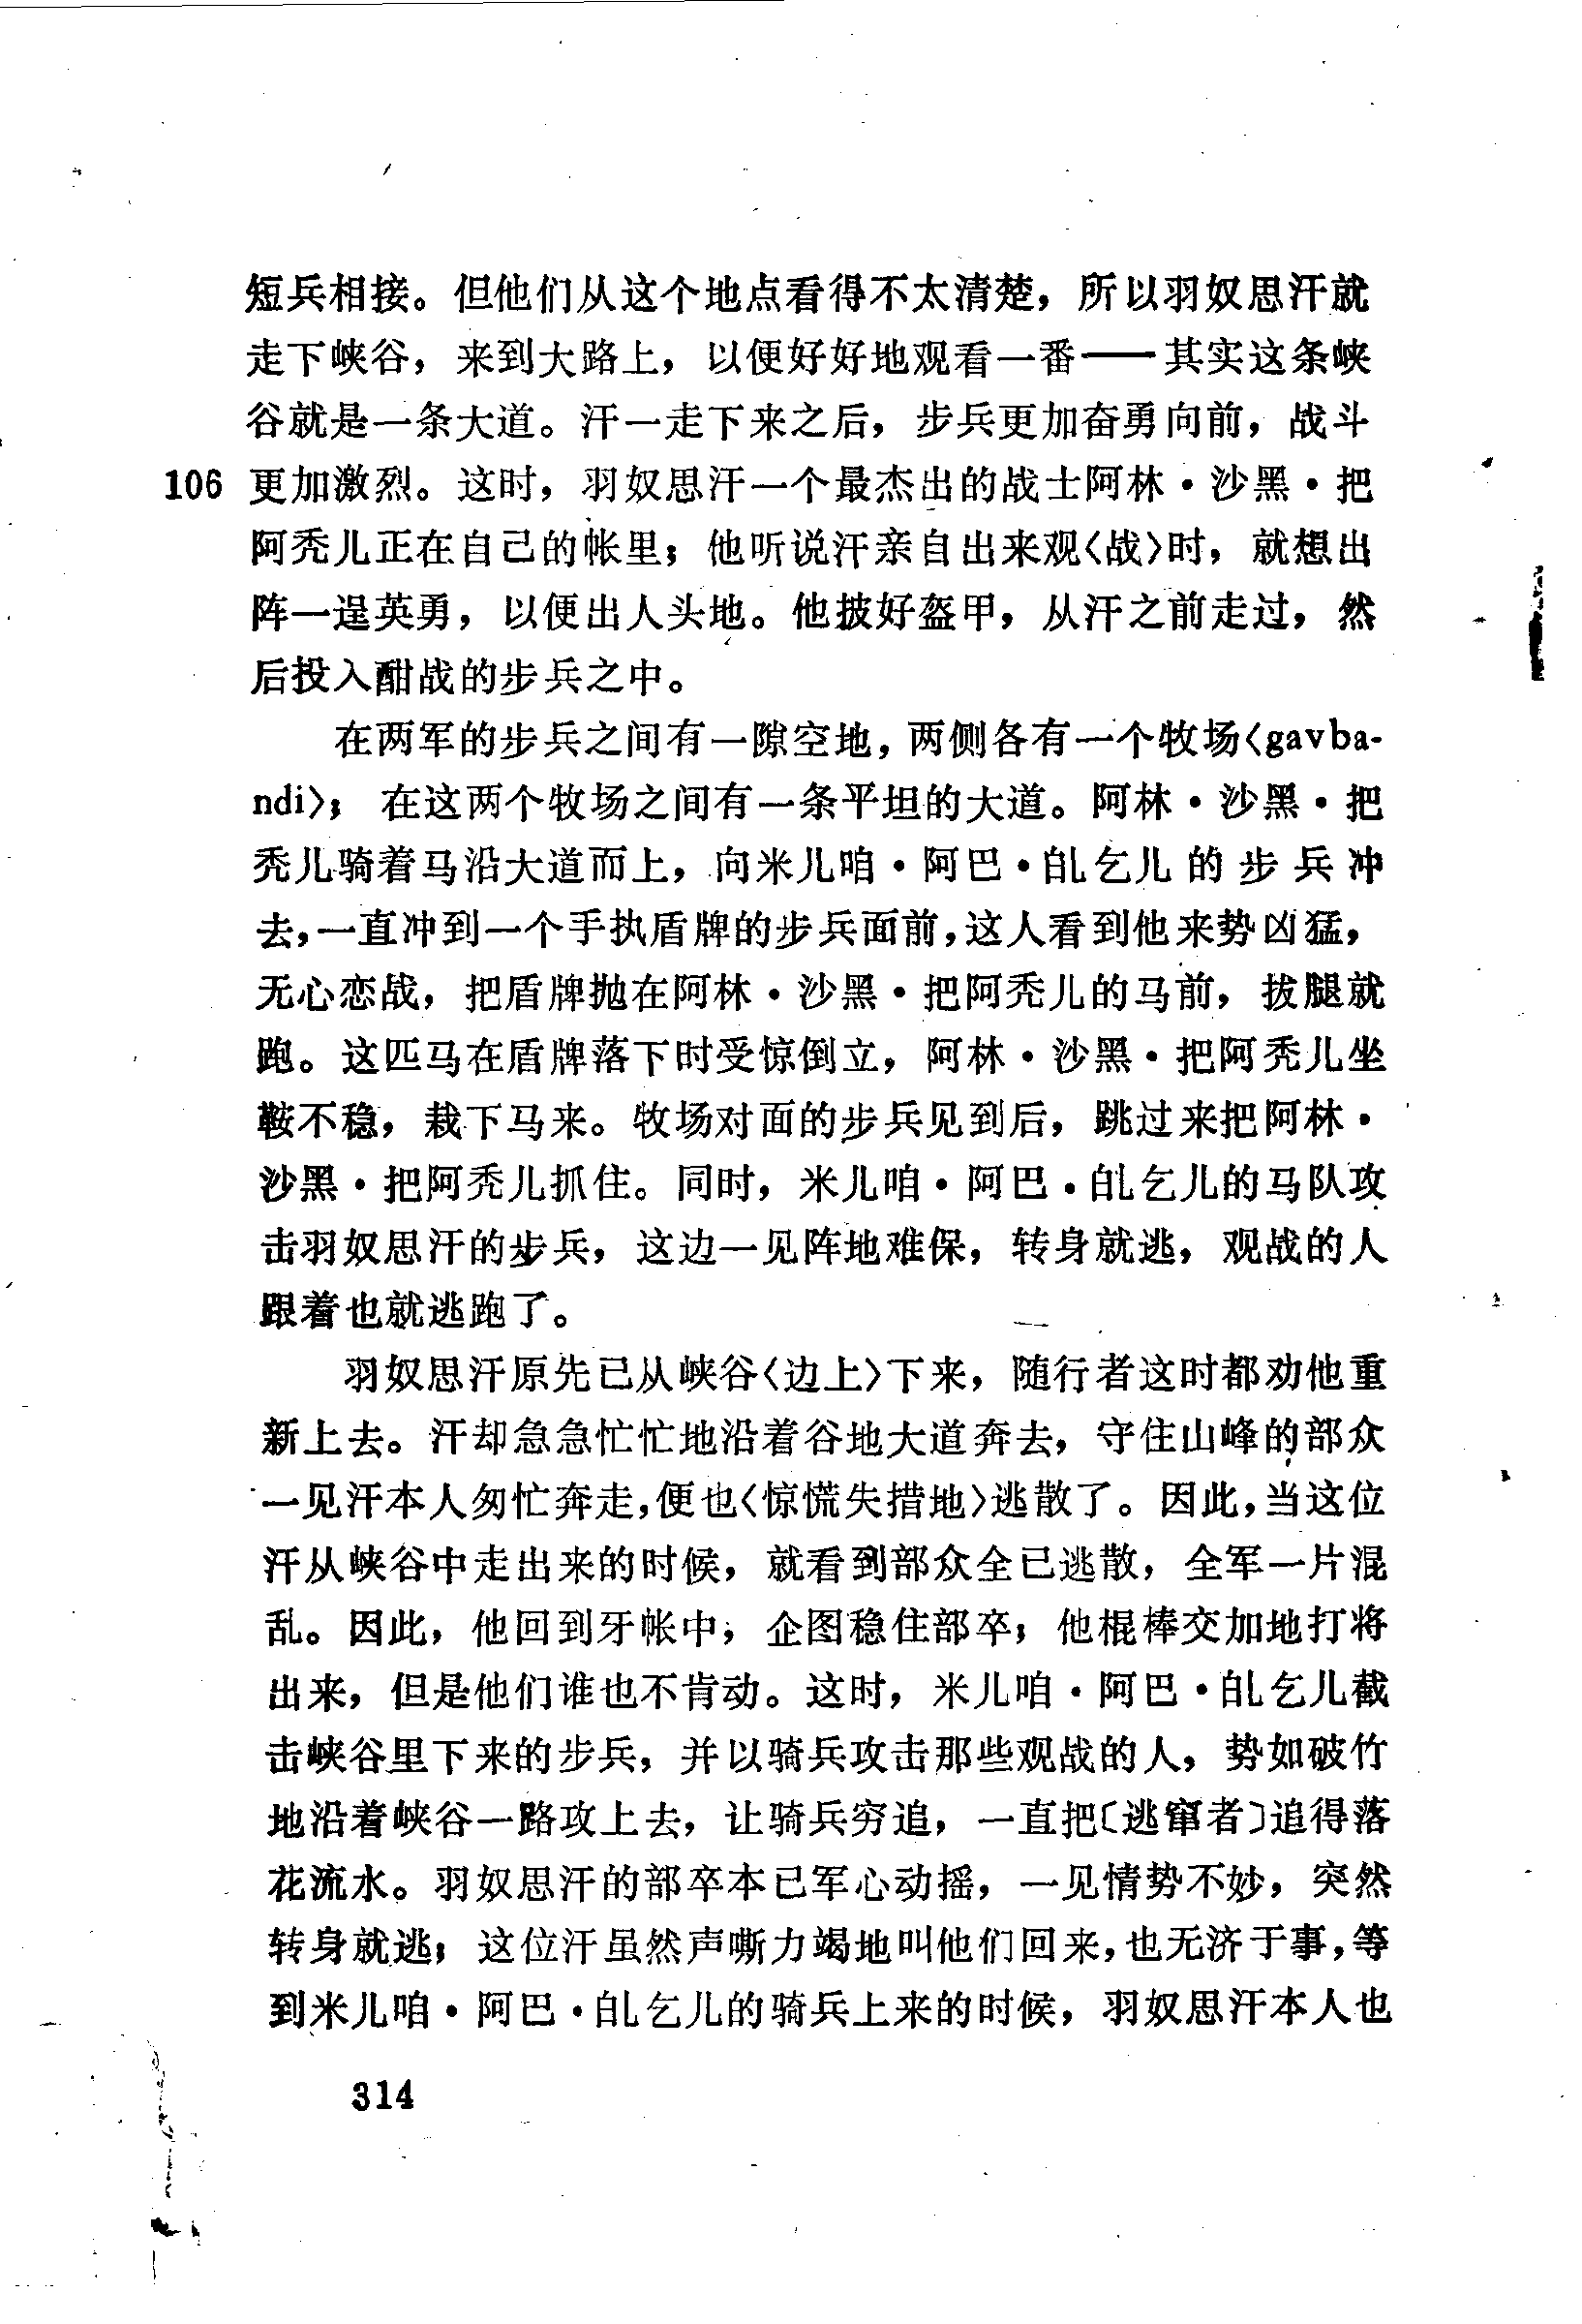 短兵相接。但他们从这个地点看得不太清楚，所以羽奴思汗就
走下峡谷，来到大路上，以便好好地观看一番——其实这条峡
谷就是一条大道。汗一走下来之后，步兵更加奋勇向前，战斗
106 更加激烈。这时，羽奴思汗一个最杰出的战士阿林·沙黑·把
阿秃儿正在自己的帐里；他听说汗亲自出来观〈战〉时，就想出
阵一逞英勇，以便出人头地。他披好盔甲，从汗之前走过，然
后投入酣战的步兵之中。
在两军的步兵之间有一隙空地，两侧各有一个牧场〈gavba-
ndi〉；在这两个牧场之间有一条平坦的大道。阿林·沙黑·把
秃儿骑着马沿大道而上，向米儿咱·阿巴·白乩乞儿的步兵冲
去，一直冲到一个手执盾牌的步兵面前，这人看到他来势凶猛，
无心恋战，把盾牌抛在阿林·沙黑·把阿秃儿的马前，拔腿就
跑。这匹马在盾牌落下时受惊倒立，阿林·沙黑·把阿秃儿坐
鞍不稳，栽下马来。牧场对面的步兵见到后，跳过来把阿林·
沙黑·把阿秃儿抓住。同时，米儿咱·阿巴·白乩乞儿的马队攻
击羽奴思汗的步兵，这边一见阵地难保，转身就逃，观战的人
跟着也就逃跑了。
羽奴思汗原先已从峡谷〈边上〉下来，随行者这时都劝他重
新上去。汗却急急忙忙地沿着谷地大道奔去，守住山峰的部众
一见汗本人匆忙奔走，便也〈惊慌失措地〉逃散了。因此，当这位
汗从峡谷中走出来的时候，就看到部众全已逃散，全军一片混
乱。因此，他回到牙帐中，企图稳住部卒；他棍棒交加地打将
出来，但是他们谁也不肯动。这时，米儿咱·阿巴·白乩乞儿截
击峡谷里下来的步兵，并以骑兵攻击那些观战的人，势如破竹
地沿着峡谷一路攻上去，让骑兵穷追，一直把〔逃窜者〕追得落
花流水。羽奴思汗的部卒本已军心动摇，一见情势不妙，突然
转身就逃；这位汗虽然声嘶力竭地叫他们回来，也无济于事，等
到米儿咱·阿巴·白乩乞儿的骑兵上来的时候，羽奴思汗本人也
314